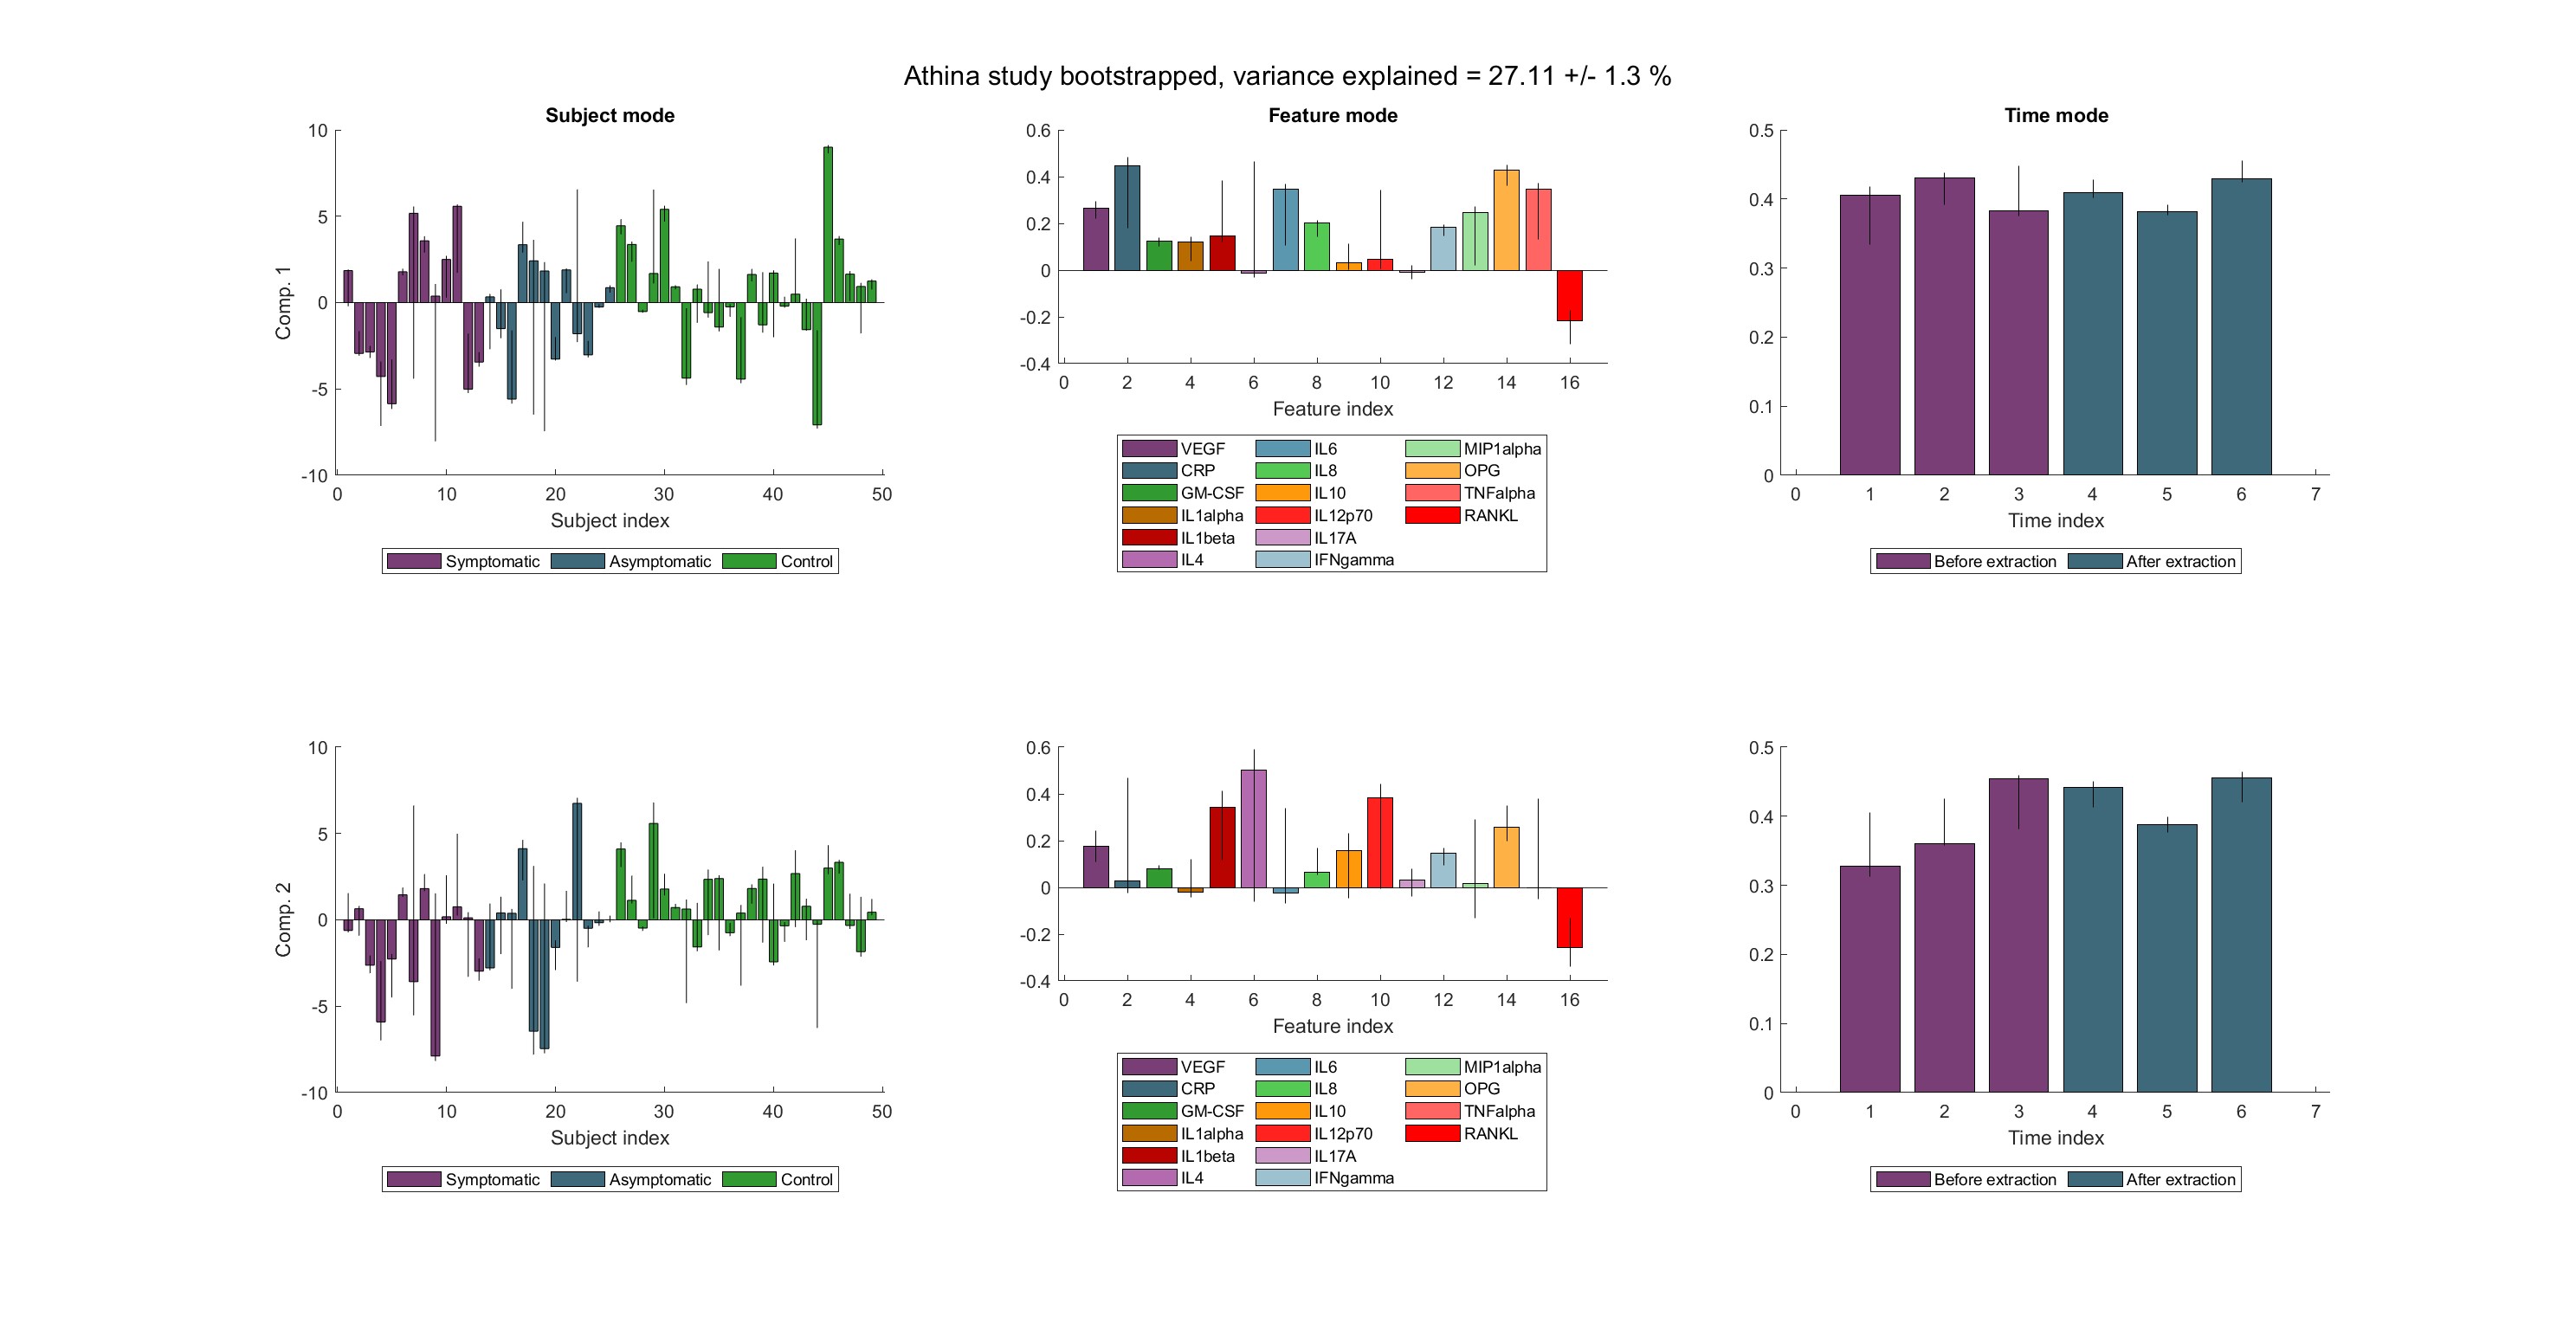 Athina study bootstrapped, variance explained = 27.11 +/- 1.3 %
Subject mode
Feature mode
Time mode
Comp. 1
10
5
0
-5
-10
0 10 20 30 40 50
Subject index
Symptomatic Asymptomatic Control
0.6
0.4
0.2
0
-0.2
-0.4
0 2 4 6 8 10 12 14 16
Feature index
VEGF IL6 MIP1alpha
CRP IL8 OPG
GM-CSF IL10 TNFalpha
IL1alpha IL12p70 RANKL
IL1beta IL17A
IL4 IFNgamma
0.5
0.4
0.3
0.2
0.1
0
0 1 2 3 4 5 6 7
Time index
Before extraction After extraction
Comp. 2
10
5
0
-5
-10
0 10 20 30 40 50
Subject index
Symptomatic Asymptomatic Control
0.6
0.4
0.2
0
-0.2
-0.4
0 2 4 6 8 10 12 14 16
Feature index
VEGF IL6 MIP1alpha
CRP IL8 OPG
GM-CSF IL10 TNFalpha
IL1alpha IL12p70 RANKL
IL1beta IL17A
IL4 IFNgamma
0.5
0.4
0.3
0.2
0.1
0
0 1 2 3 4 5 6 7
Time index
Before extraction After extraction